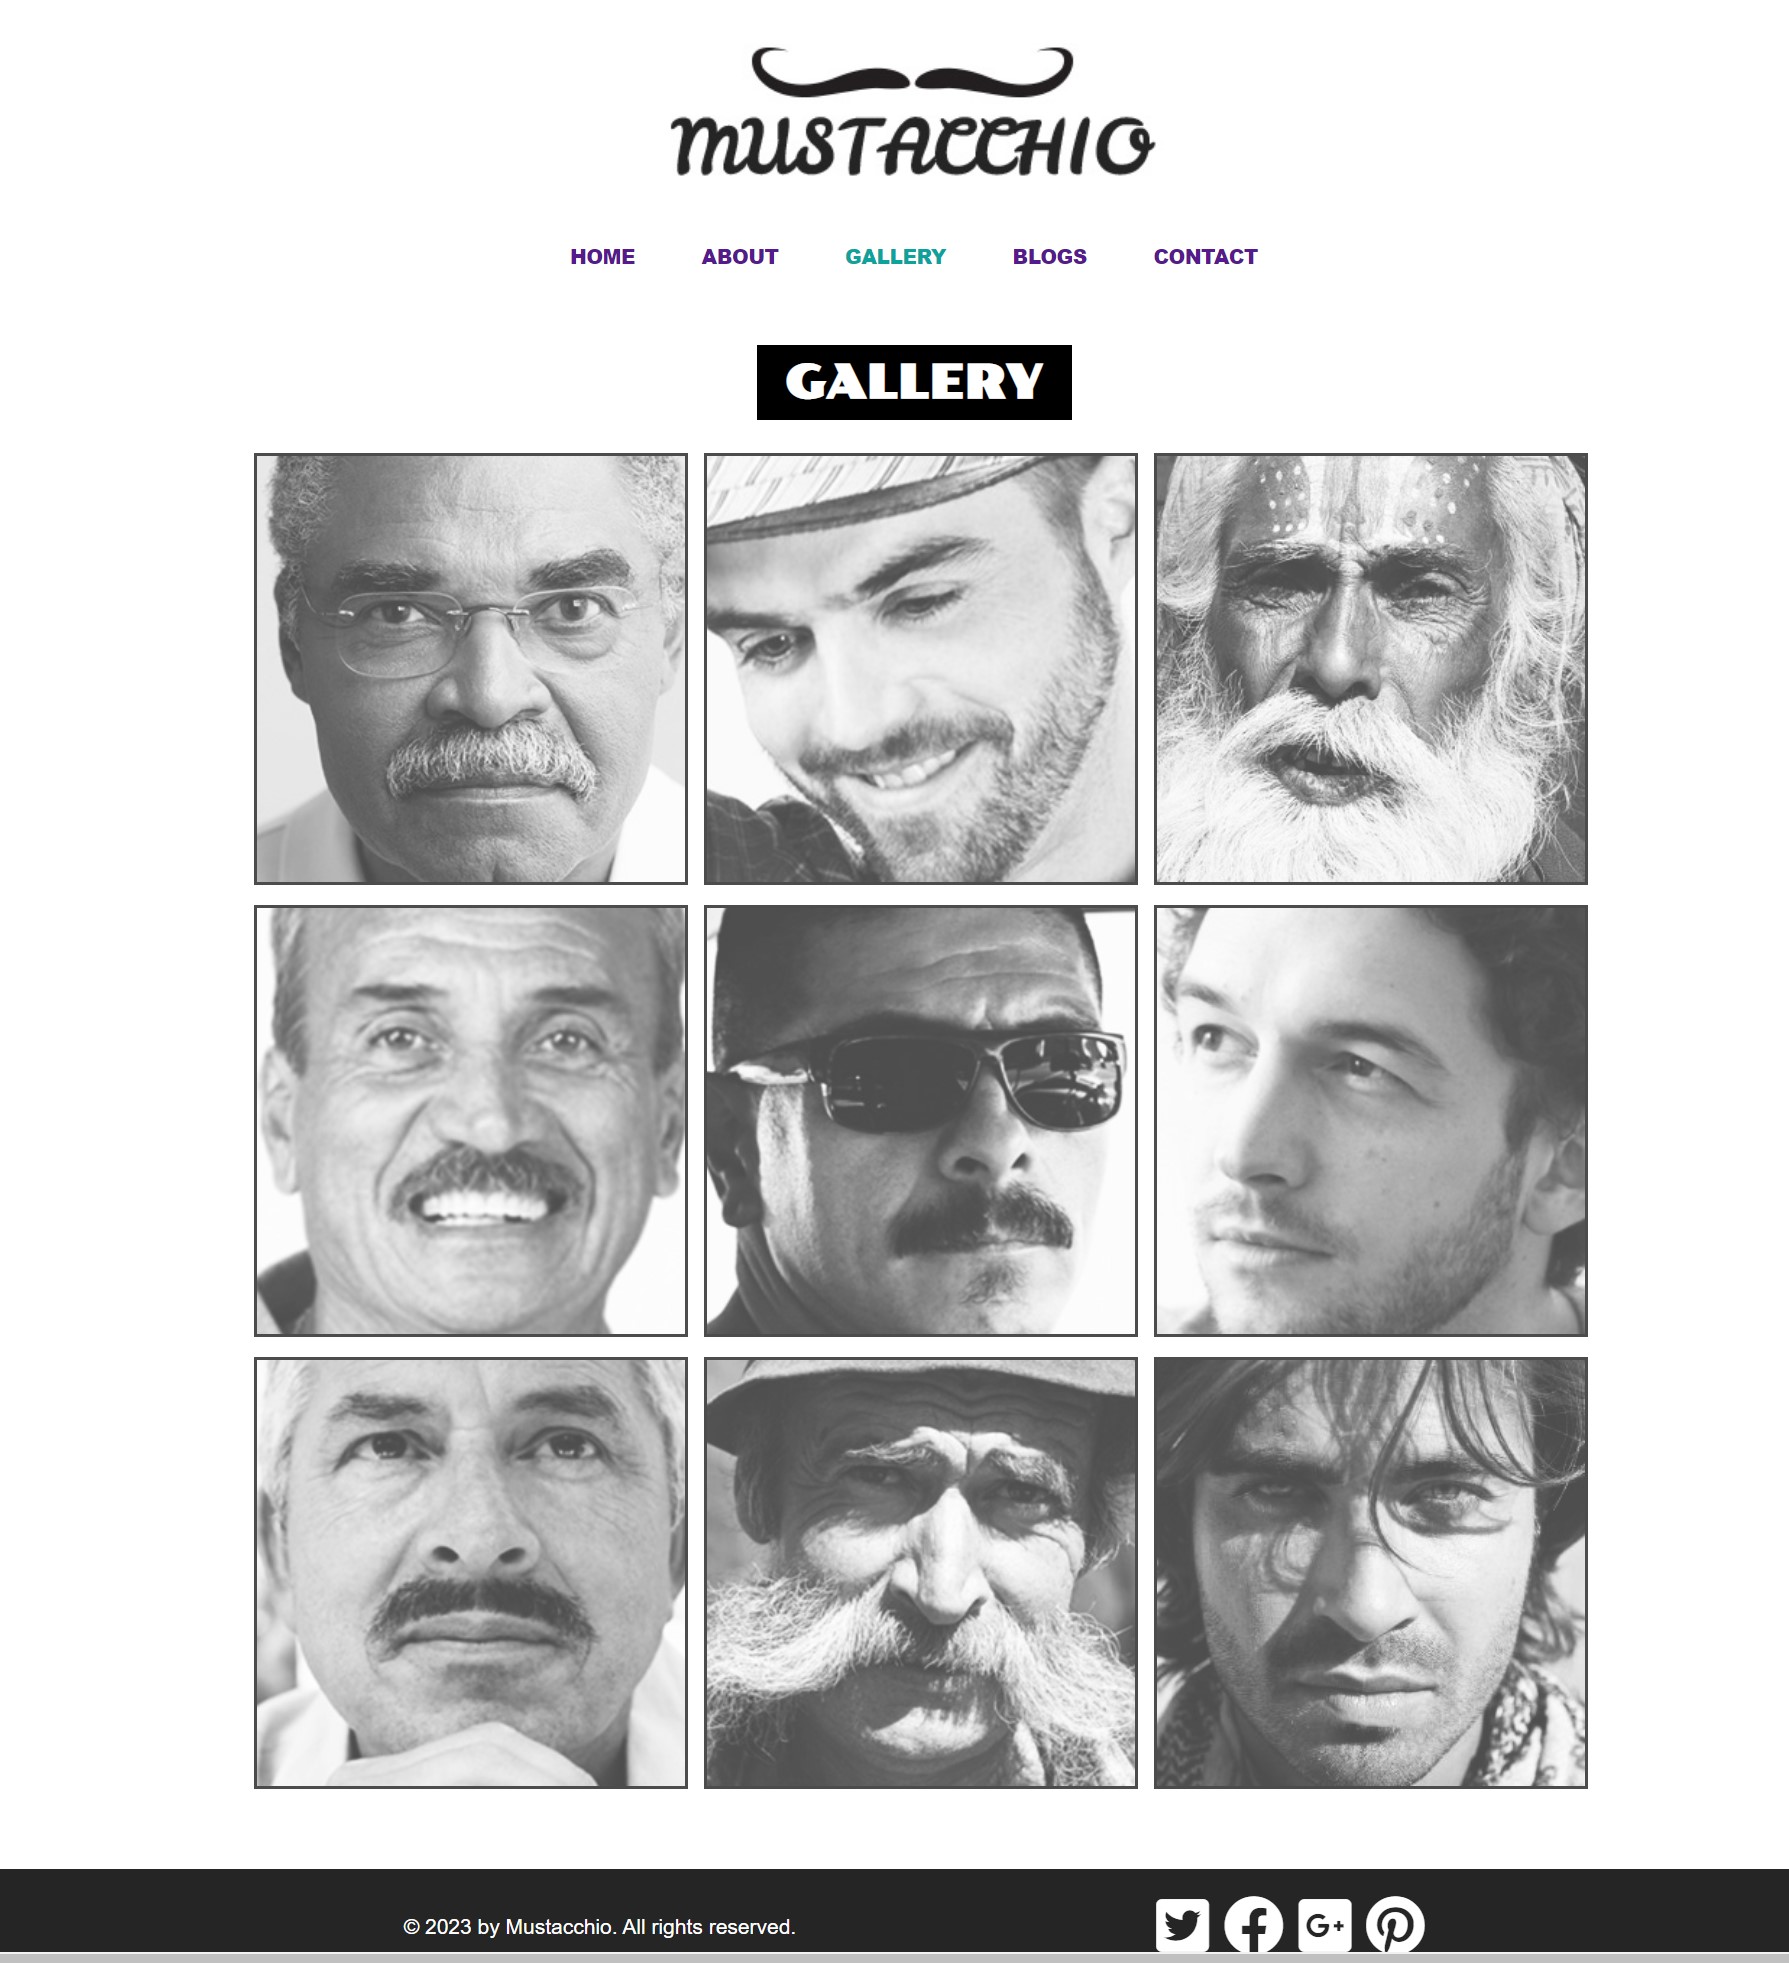 MUSTACCHIO
HOME ABOUT GALLERY BLOGS CONTACT
GALLERY
© 2023 by Mustacchio. All rights reserved.
G+